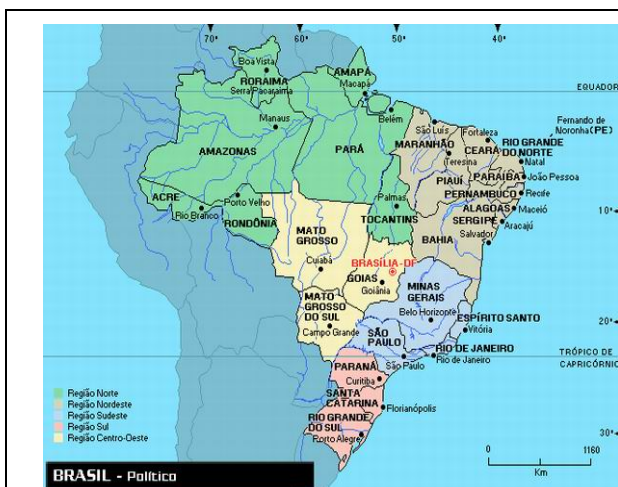 70° 60° 50° 40°
Boa Vista
RORAIMA
Serra Pacaraima
AMAPÁ
Macapá
EQUADOR
Belém
Manaus
São Luís
Fortaleza
Fernando de
Noronha(PE)
AMAZONAS
PARÁ
MARANHÃO
Teresina
CEARÁ
RIO GRANDE
DO NORTE
Natal
PARAÍBA
João Pessoa
PIAUÍ
PERNAMBUCO
Recife
ACRE
Rio Branco
Porto Velho
RONDÔNIA
Palmas
TOCANTINS
ALAGOAS
Maceió
SERGIPE
Aracajú
10°
BAHIA
Salvador
MATO
GROSSO
Cuiabá
BRASÍLIA-DF
GOIAS
Goiânia
MINAS
GERAIS
Belo Horizonte
MATO
GROSSO
DO SUL
Campo Grande
ESPÍRITO SANTO
Vitória
20°
SÃO
PAULO
São Paulo
RIO DE JANEIRO
Rio de Janeiro
TRÓPICO DE
CAPRICÓRNIO
PARANÁ
Curitiba
SANTA
CATARINA
Florianópolis
RIO GRANDE
DO SUL
Porto Alegre
30°
Região Norte
Região Nordeste
Região Sudeste
Região Sul
Região Centro-Oeste
0 1160
Km
BRASIL - Político